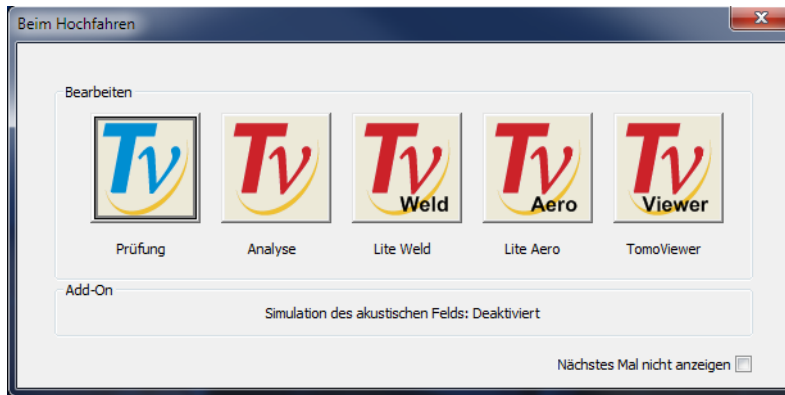 Beim Hochfahren
Bearbeiten
Tv
Tv
Tv Weld
Tv Aero
Tv Viewer
Prüfung
Analyse
Lite Weld
Lite Aero
TomoViewer
Add-On
Simulation des akustischen Felds: Deaktiviert
Nächstes Mal nicht anzeigen